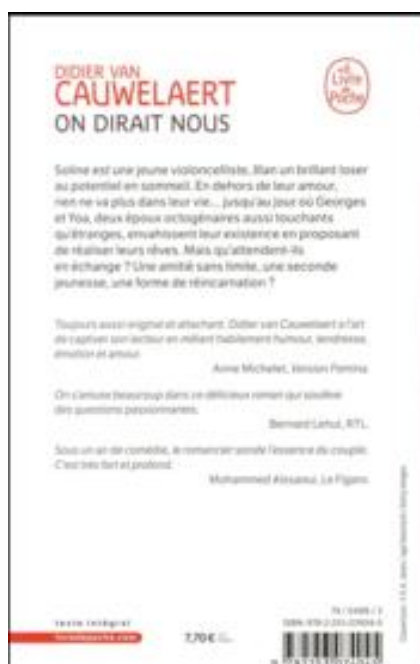 DIDIER VAN
CAUWELAERT
ON DIRAIT NOUS
Le
Livre
de
Poche
Soline est une jeune violoncelliste, Illan un brillant loser
au potentiel en sommeil. En dehors de leur amour,
rien ne va plus dans leur vie... jusqu'au jour où Georges
et Yoa, deux époux octogénaires aussi touchants
qu'étranges, envahissent leur existence en proposant
de réaliser leurs rêves. Mais qu'attendent-ils
en échange ? Une amitié sans limite, une seconde
jeunesse, une forme de réincarnation ?
Toujours aussi original et attachant, Didier van Cauwelaert a l'art
de captiver son lecteur en mêlant habilement humour, tendresse,
émotion et amour.
Anne Michelet, Version Femina.
On s'amuse beaucoup dans ce délicieux roman qui soulève
des questions passionnantes.
Bernard Lehut, RTL.
Sous un air de comédie, le romancier sonde l'essence du couple.
C'est très fort et profond.
Mohammed Aïssaoui, Le Figaro.
texte intégral
livredepoche.com
7,70 €